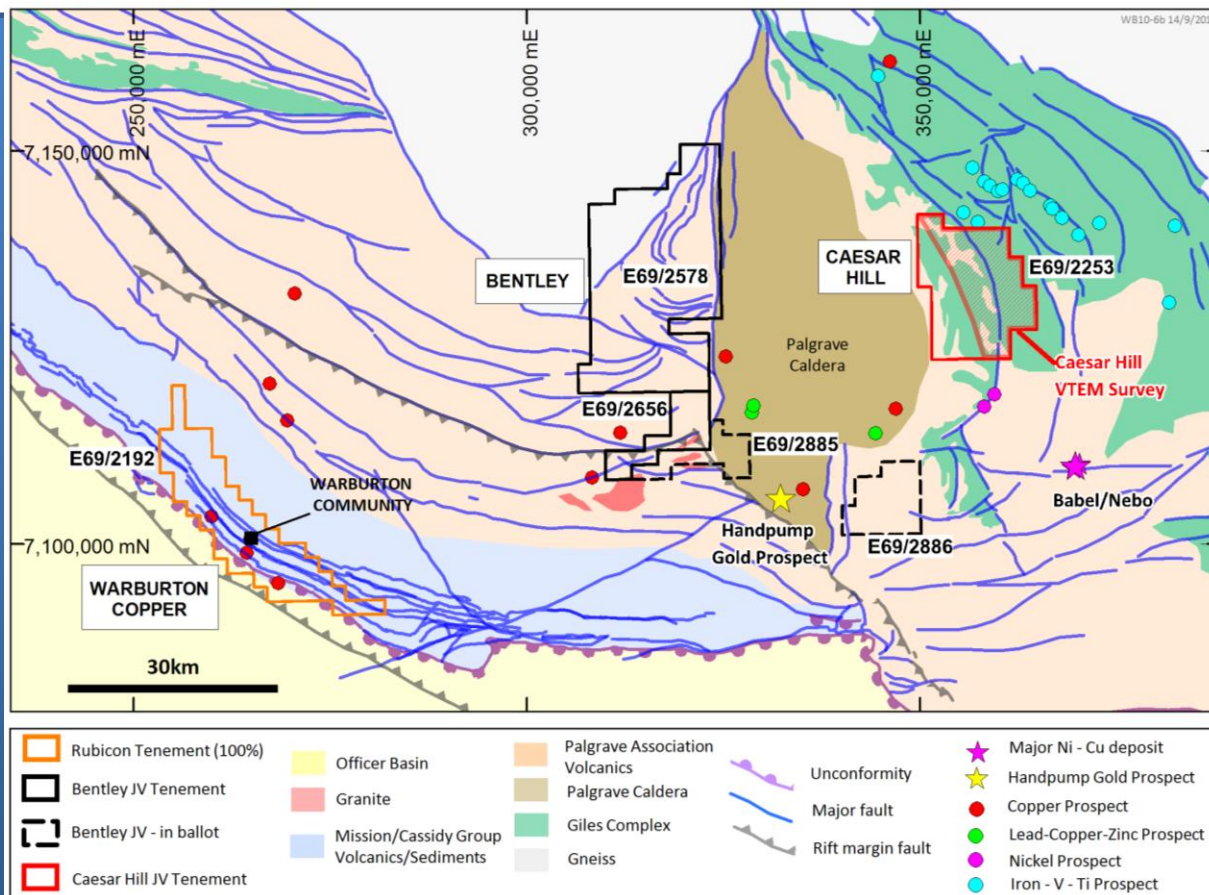 WB10-6b 14/9/201
250,000 mE
300,000 mE
350,000 mE
7,150,000 mN
BENTLEY
E69/2578
CAESAR
HILL
E69/2253
Palgrave
Caldera
Caesar Hill
VTEM Survey
E69/2656
E69/2885
E69/2192
WARBURTON
COMMUNITY
Babel/Nebo
Handpump
Gold Prospect
E69/2886
7,100,000 mN
WARBURTON
COPPER
30km
Rubicon Tenement (100%)
Bentley JV Tenement
Bentley JV - in ballot
Caesar Hill JV Tenement
Officer Basin
Granite
Mission/Cassidy Group
Volcanics/Sediments
Palgrave Association
Volcanics
Palgrave Caldera
Giles Complex
Gneiss
Unconformity
Major fault
Rift margin fault
Major Ni - Cu deposit
Handpump Gold Prospect
Copper Prospect
Lead-Copper-Zinc Prospect
Nickel Prospect
Iron - V - Ti Prospect